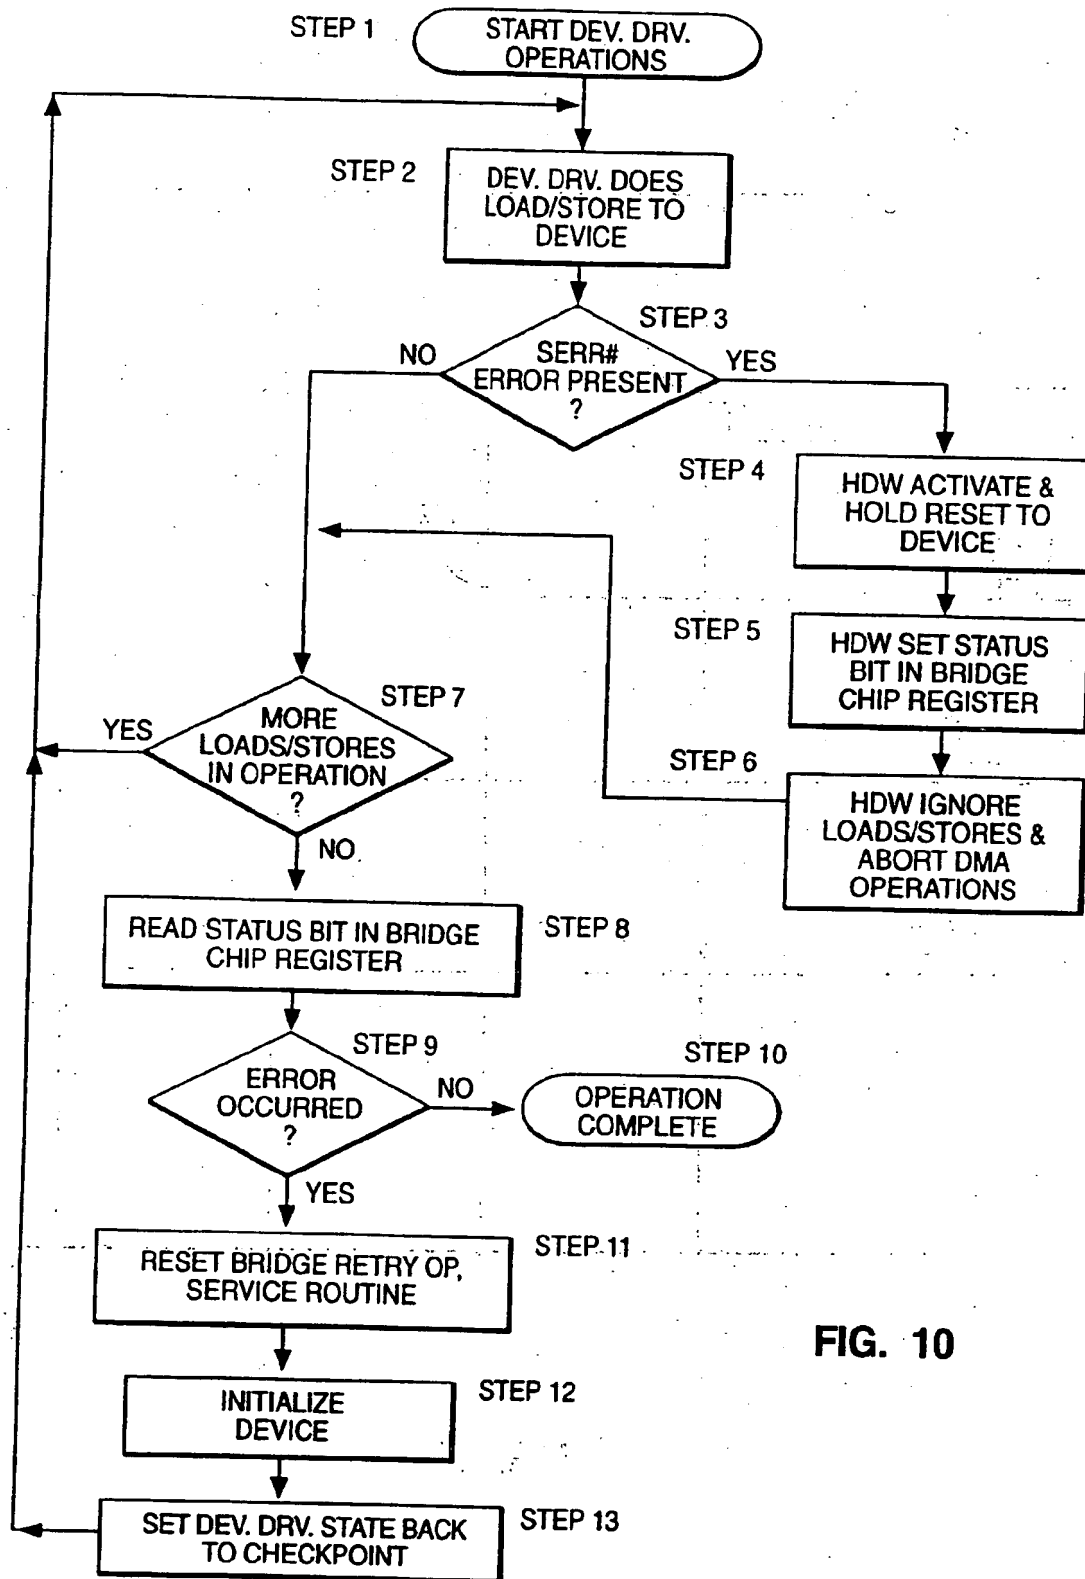 STEP 1
START DEV. DRV.
OPERATIONS
STEP 2
DEV. DRV. DOES
LOAD/STORE TO
DEVICE
STEP 3
NO
SERR#
ERROR PRESENT
?
YES
STEP 4
HDW ACTIVATE &
HOLD RESET TO
DEVICE
STEP 5
HDW SET STATUS
BIT IN BRIDGE
CHIP REGISTER
STEP 6
HDW IGNORE
LOADS/STORES &
ABORT DMA
OPERATIONS
STEP 7
YES
MORE
LOADS/STORES
IN OPERATION
?
NO
STEP 8
READ STATUS BIT IN BRIDGE
CHIP REGISTER
STEP 9
ERROR
OCCURRED
?
NO
STEP 10
OPERATION
COMPLETE
YES
STEP 11
RESET BRIDGE RETRY OP,
SERVICE ROUTINE
STEP 12
INITIALIZE
DEVICE
STEP 13
SET DEV. DRV. STATE BACK
TO CHECKPOINT
FIG. 10